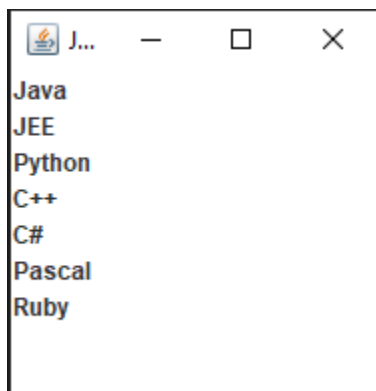 J...
Java
JEE
Python
C++
C#
Pascal
Ruby